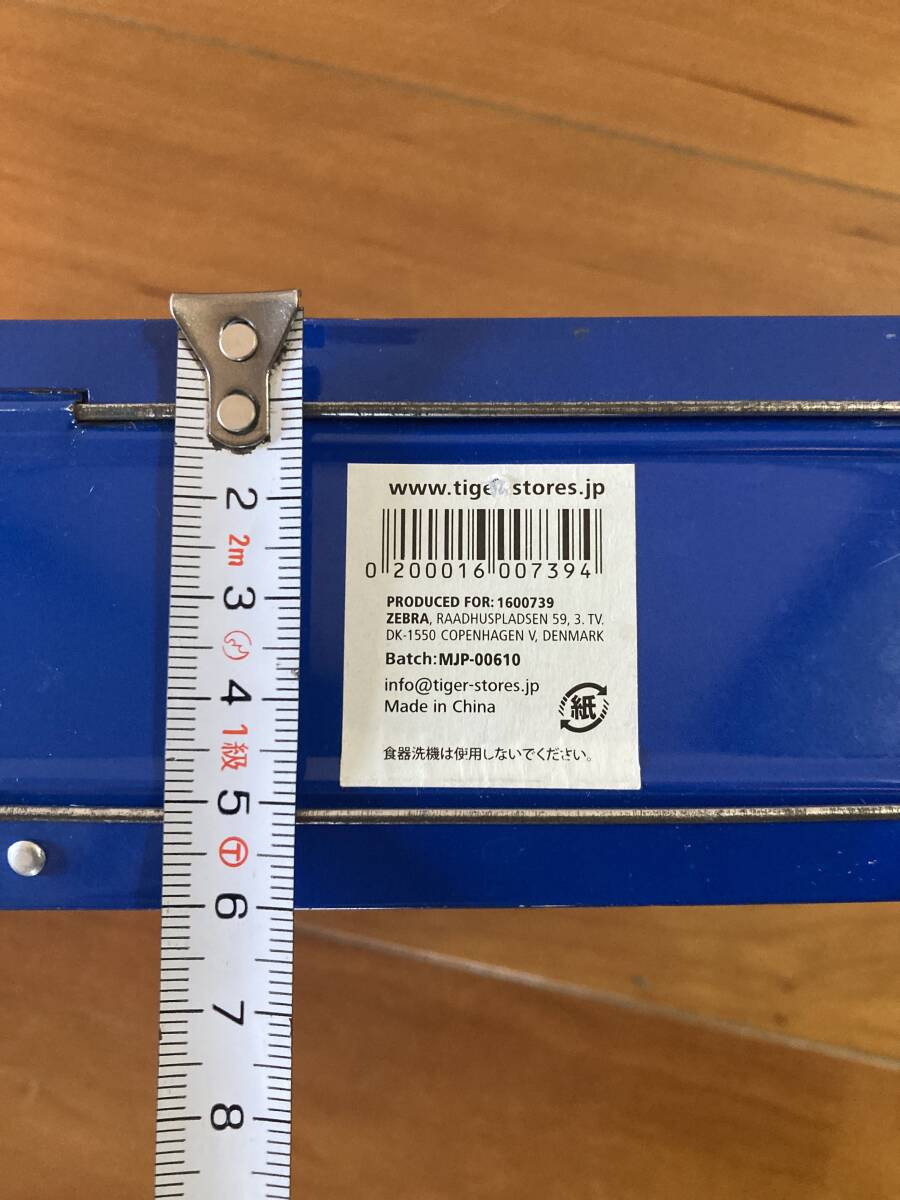 www.tiger-stores.jp
0 200016 007394
PRODUCED FOR: 1600739
ZEBRA, RAADHUSPLADSEN 59, 3. TV.
DK-1550 COPENHAGEN V, DENMARK
Batch:MJP-00610
info@tiger-stores.jp
Made in China
紙
食器洗機は使用しないでください。
2
2m
3
4
1級
5
T
6
7
8